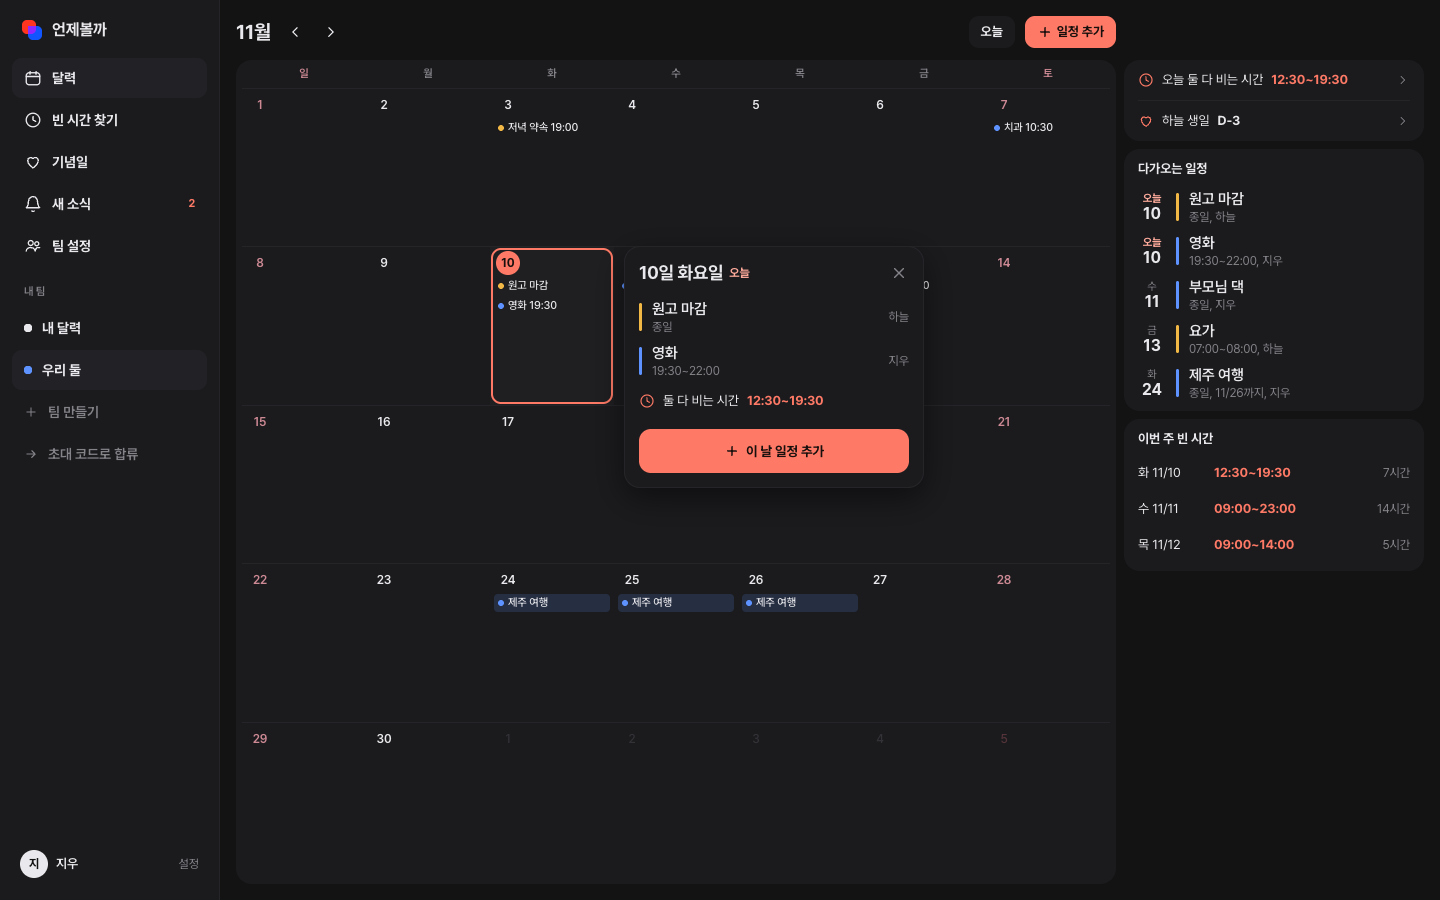 언제볼까
달력
빈 시간 찾기
기념일
새 소식 2
팀 설정
내 팀
내 달력
우리 둘
팀 만들기
초대 코드로 합류
지 지우 설정
11월
오늘 일정 추가
일 월 화 수 목 금 토
1 2 3 4 5 6 7
저녁 약속 19:00 치과 10:30
8 9 10 14
원고 마감
영화 19:30
15 16 17 21
22 23 24 25 26 27 28
제주 여행 제주 여행 제주 여행
29 30 1 2 3 4 5
10일 화요일 오늘
원고 마감 하늘
종일
영화 지우
19:30~22:00
둘 다 비는 시간 12:30~19:30
이 날 일정 추가
오늘 둘 다 비는 시간 12:30~19:30
하늘 생일 D-3
다가오는 일정
오늘 원고 마감
10 종일, 하늘
오늘 영화
10 19:30~22:00, 지우
수 부모님 댁
11 종일, 지우
금 요가
13 07:00~08:00, 하늘
화 제주 여행
24 종일, 11/26까지, 지우
이번 주 빈 시간
화 11/10 12:30~19:30 7시간
수 11/11 09:00~23:00 14시간
목 11/12 09:00~14:00 5시간